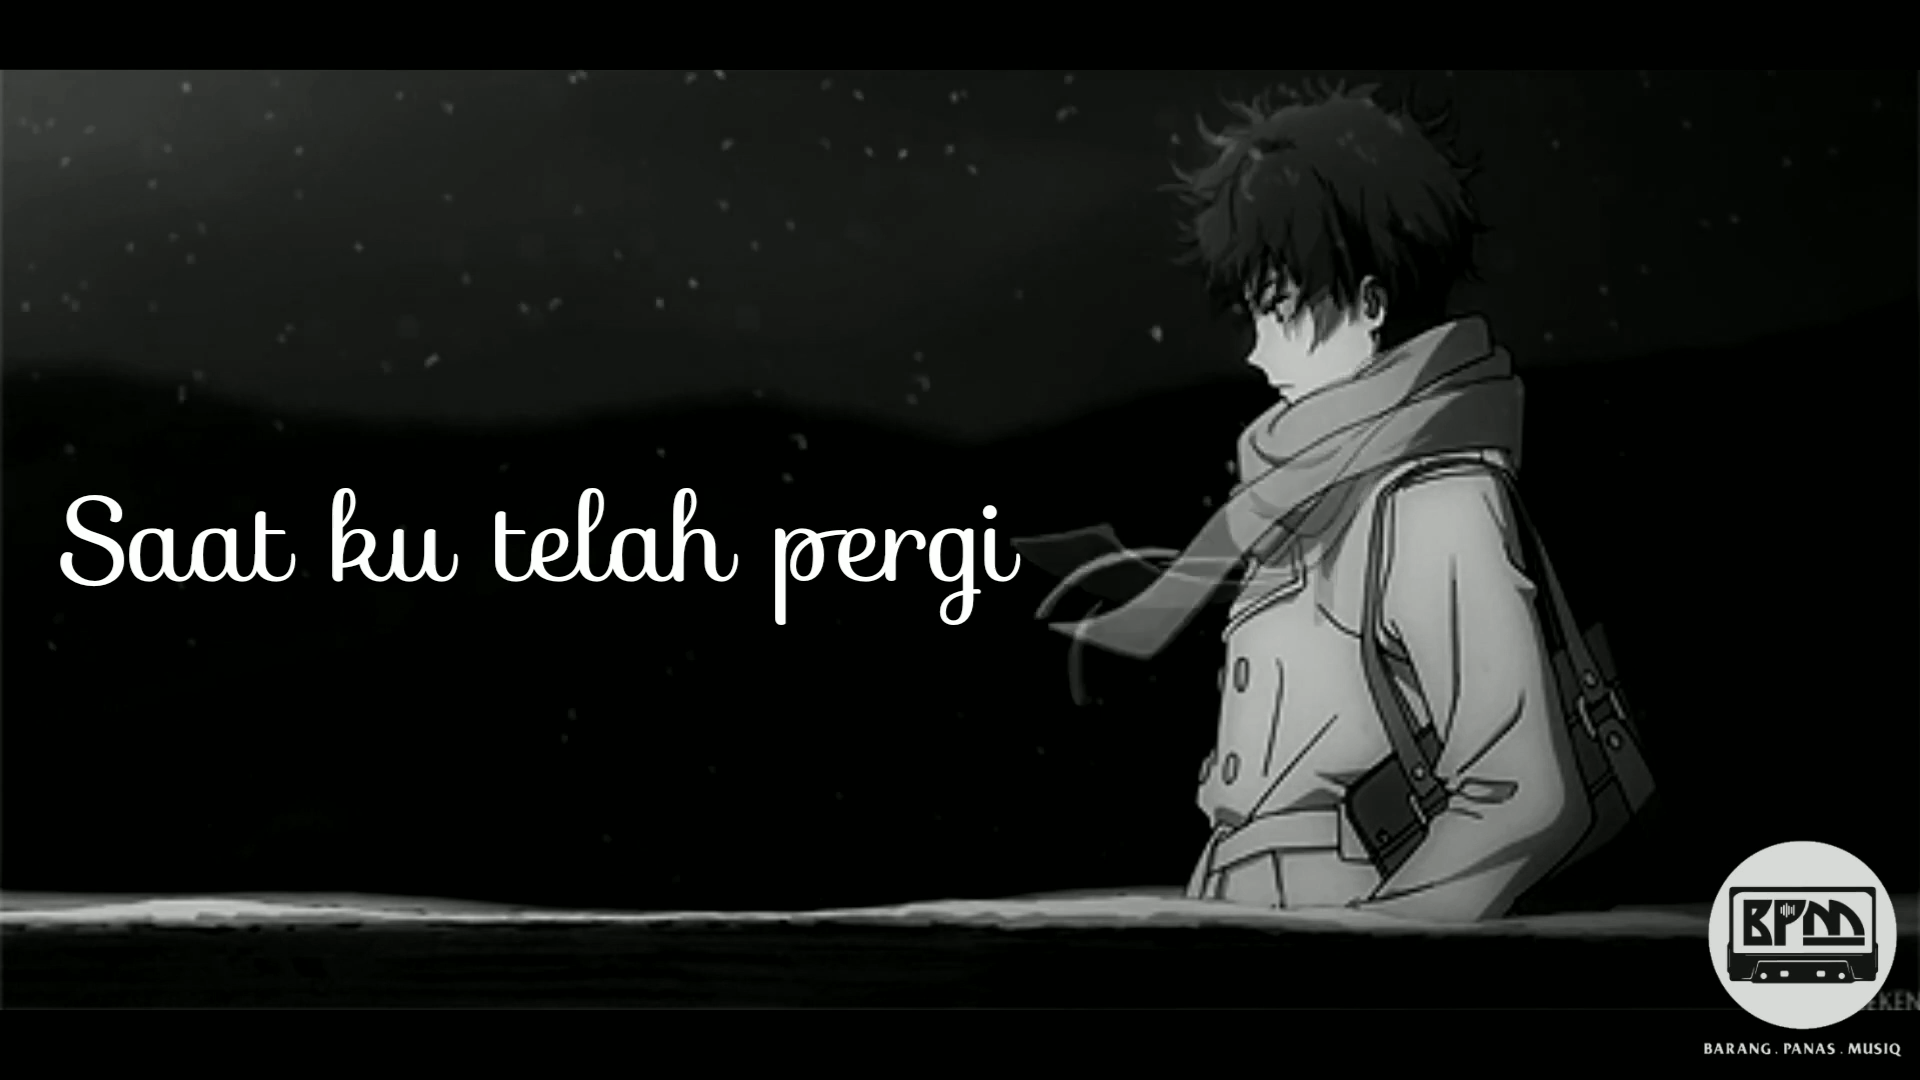 Saat ku telah pergi
BPM
BARANG . PANAS . MUSIQ